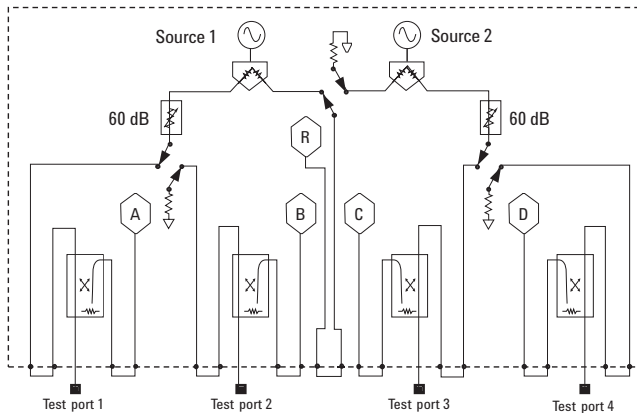 Source 1
Source 2
60 dB
60 dB
R
A
B
C
D
Test port 1
Test port 2
Test port 3
Test port 4